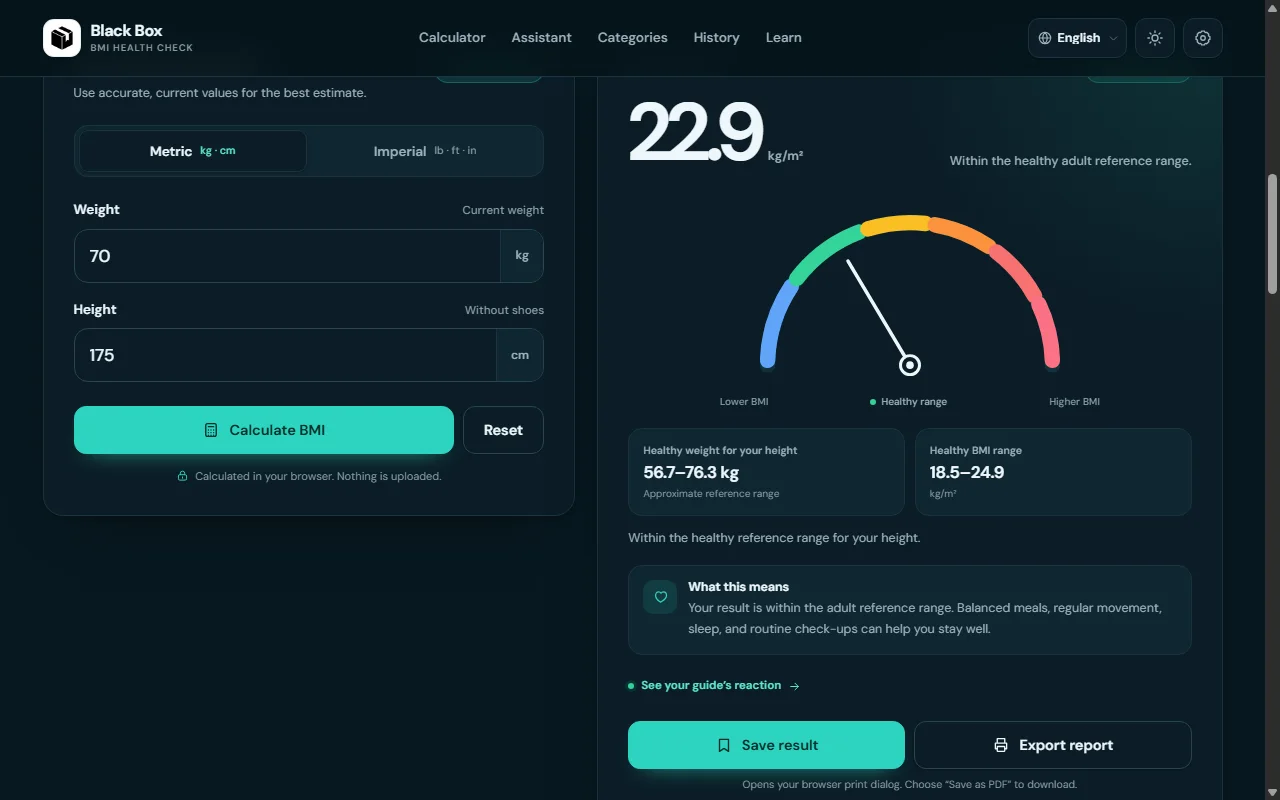 Black Box
BMI HEALTH CHECK
Calculator
Assistant
Categories
History
Learn
English
Use accurate, current values for the best estimate.
Metric kg · cm
Imperial lb · ft · in
Weight
Current weight
70
kg
Height
Without shoes
175
cm
Calculate BMI
Reset
Calculated in your browser. Nothing is uploaded.
22.9 kg/m²
Within the healthy adult reference range.
Lower BMI
Healthy range
Higher BMI
Healthy weight for your height
56.7–76.3 kg
Approximate reference range
Healthy BMI range
18.5–24.9
kg/m²
Within the healthy reference range for your height.
What this means
Your result is within the adult reference range. Balanced meals, regular movement,
sleep, and routine check-ups can help you stay well.
See your guide's reaction →
Save result
Export report
Opens your browser print dialog. Choose “Save as PDF” to download.